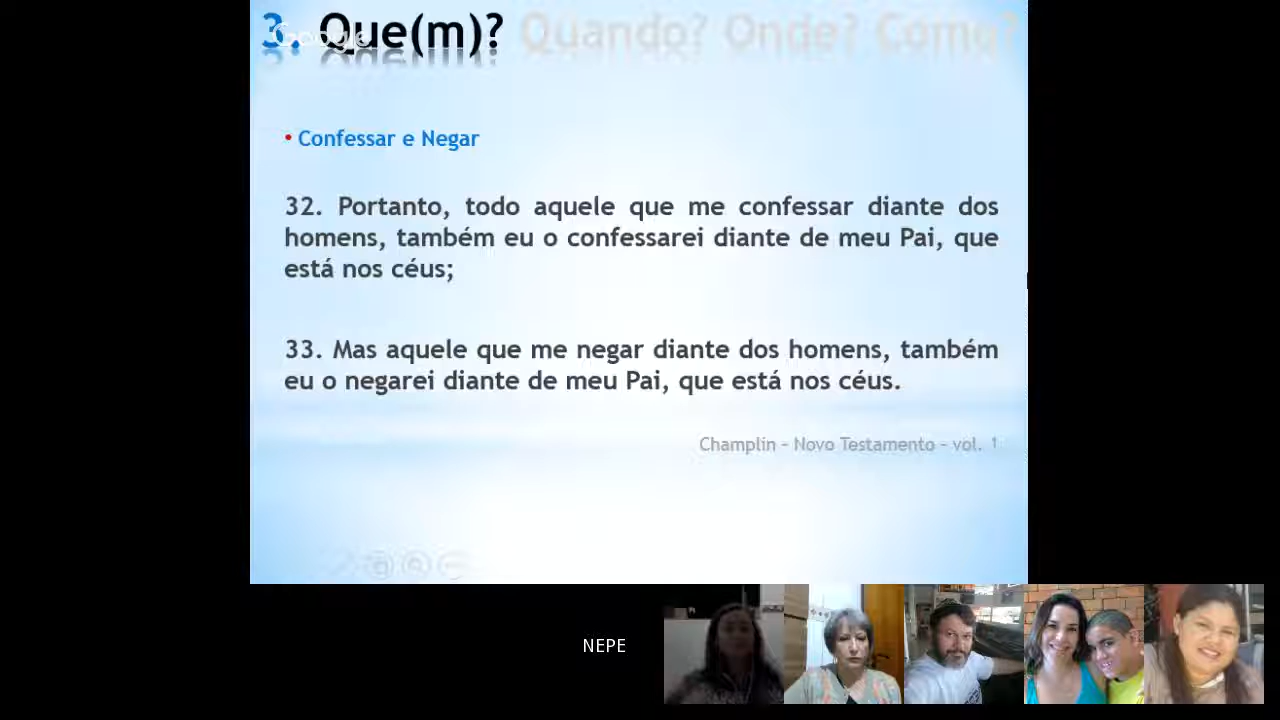 3. Que(m)? Quando? Onde? Como?
Google
• Confessar e Negar
32. Portanto, todo aquele que me confessar diante dos
homens, também eu o confessarei diante de meu Pai, que
está nos céus;
33. Mas aquele que me negar diante dos homens, também
eu o negarei diante de meu Pai, que está nos céus.
Champlin – Novo Testamento – vol. 1
NEPE